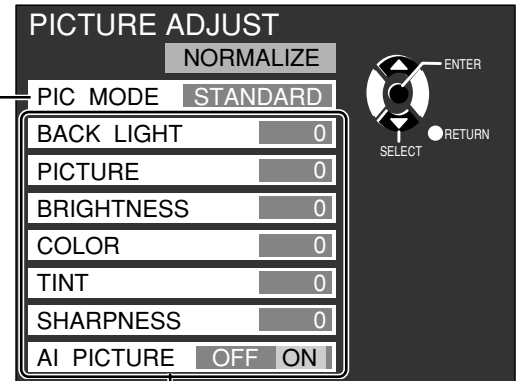 PICTURE ADJUST
NORMALIZE
PIC MODE STANDARD
BACK LIGHT 0
PICTURE 0
BRIGHTNESS 0
COLOR 0
TINT 0
SHARPNESS 0
AI PICTURE OFF ON
ENTER
RETURN
SELECT